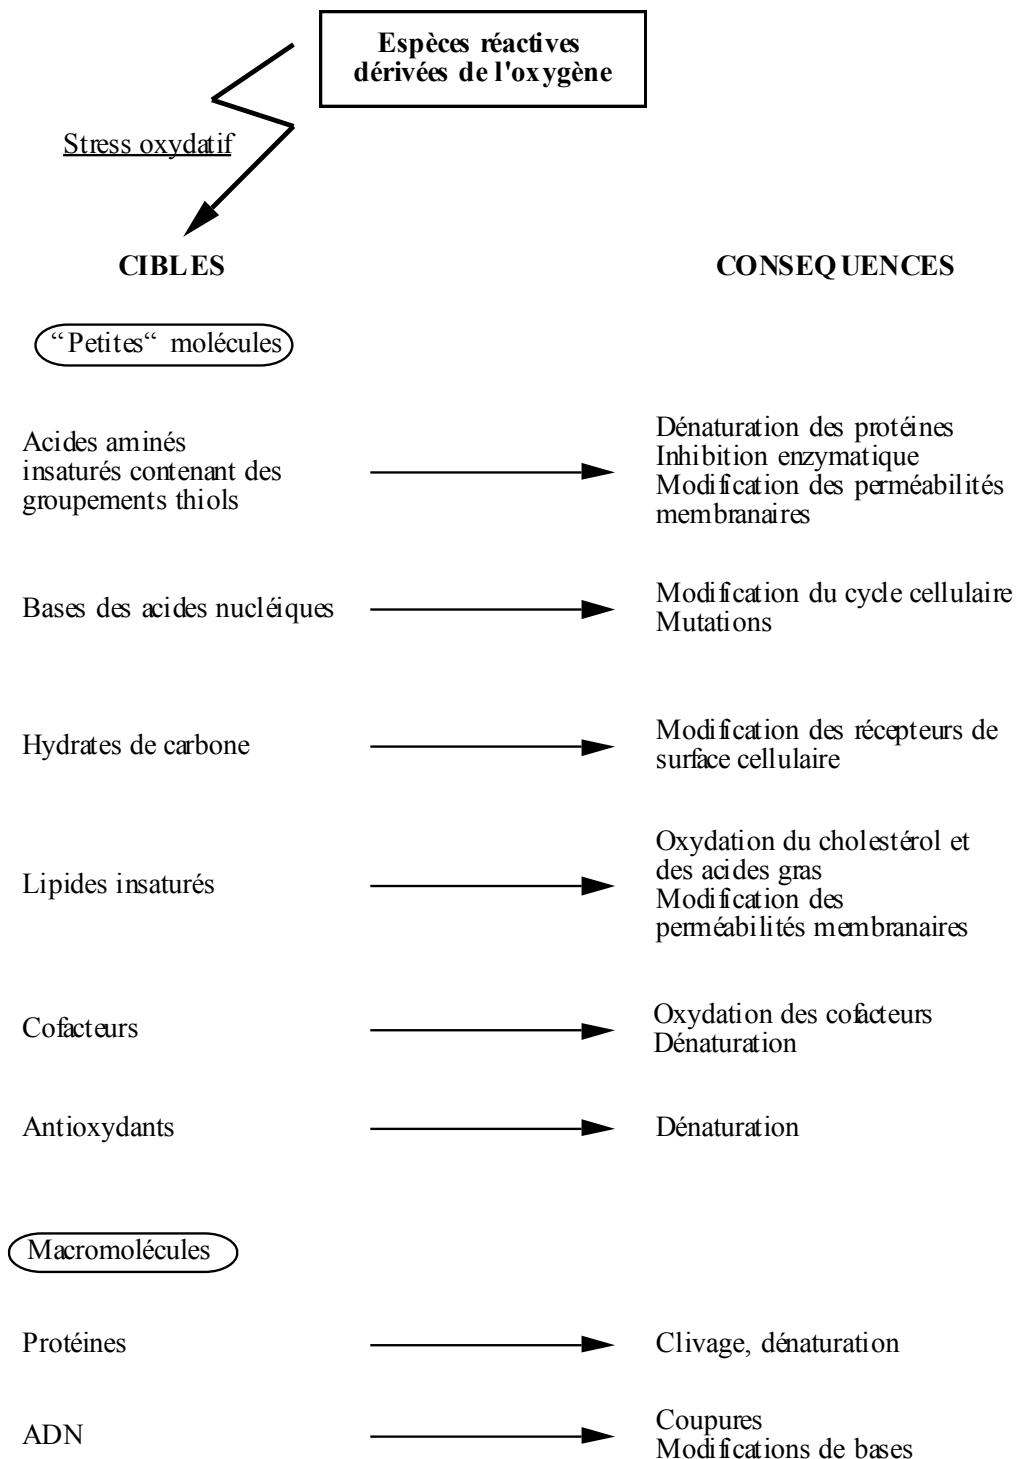 Espèces réactives
dérivées de l'oxygène
Stress oxydatif
CIBLES
CONSEQUENCES
“Petites“ molécules
Acides aminés
insaturés contenant des
groupements thiols
Dénaturation des protéines
Inhibition enzymatique
Modification des perméabilités
membranaires
Bases des acides nucléiques
Modification du cycle cellulaire
Mutations
Hydrates de carbone
Modification des récepteurs de
surface cellulaire
Lipides insaturés
Oxydation du cholestérol et
des acides gras
Modification des
perméabilités membranaires
Cofacteurs
Oxydation des cofacteurs
Dénaturation
Antioxydants
Dénaturation
Macromolécules
Protéines
Clivage, dénaturation
ADN
Coupures
Modifications de bases